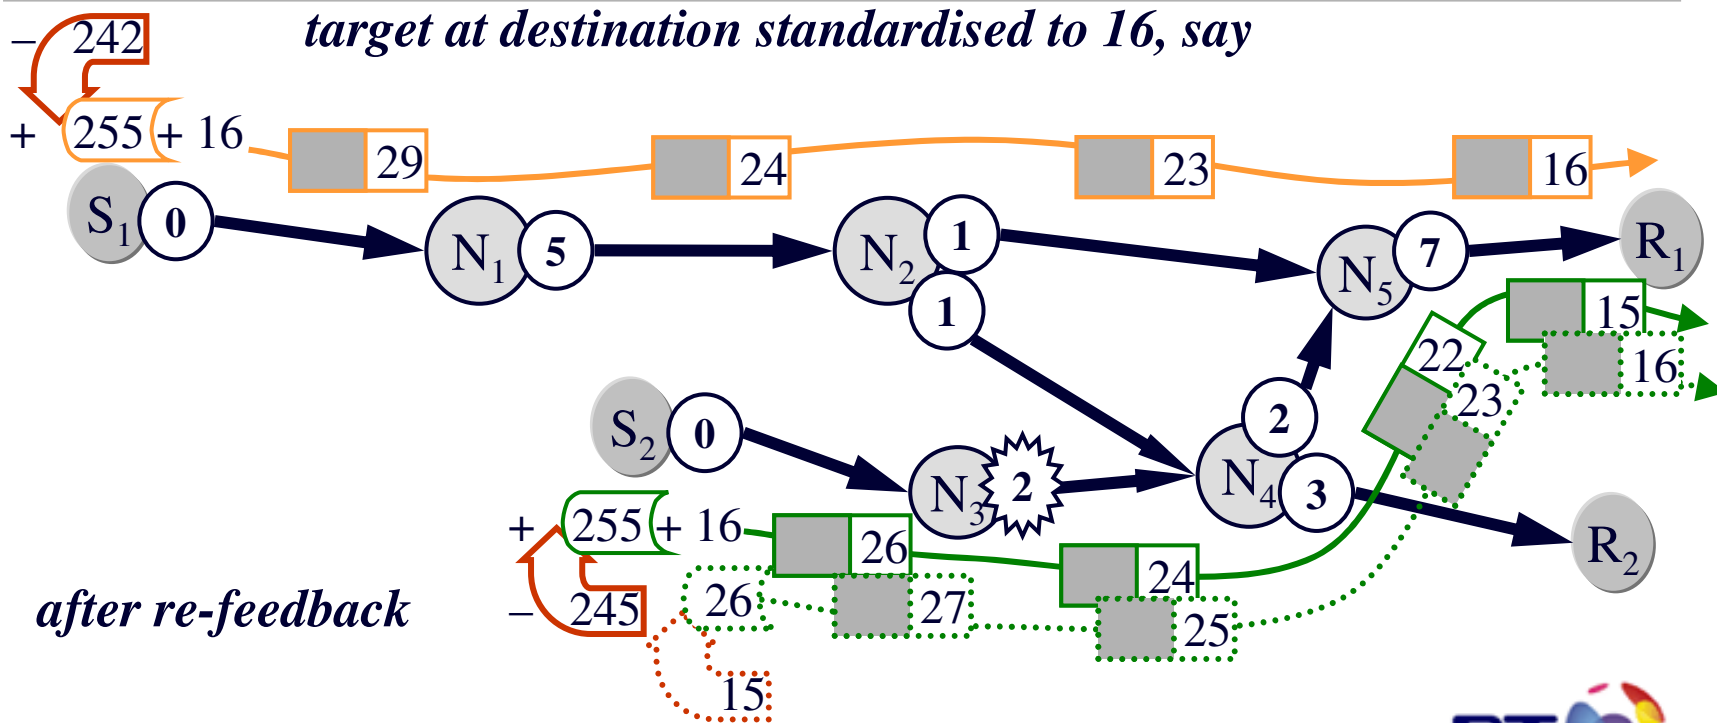 target at destination standardised to 16, say
– 242
+ 255 + 16
29
24
23
16
S1 0
N1 5
N2 1
1
N5 7
R1
15
16
22
23
S2 0
N3 2
N4 2
3
R2
+ 255 + 16
26
24
– 245
26
27
25
15
after re-feedback